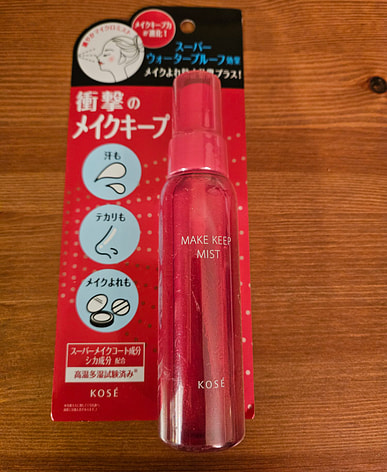 メイクキープ力
が進化!
スーパー
ウォータープルーフ効果
プラス!
衝撃の
メイクキープ
汗も
テカリも
メイクよれも
スーパーメイクコート成分
シカ成分 配合
高温多湿試験済み*
KOSÉ
MAKE KEEP
MIST
KOSÉ